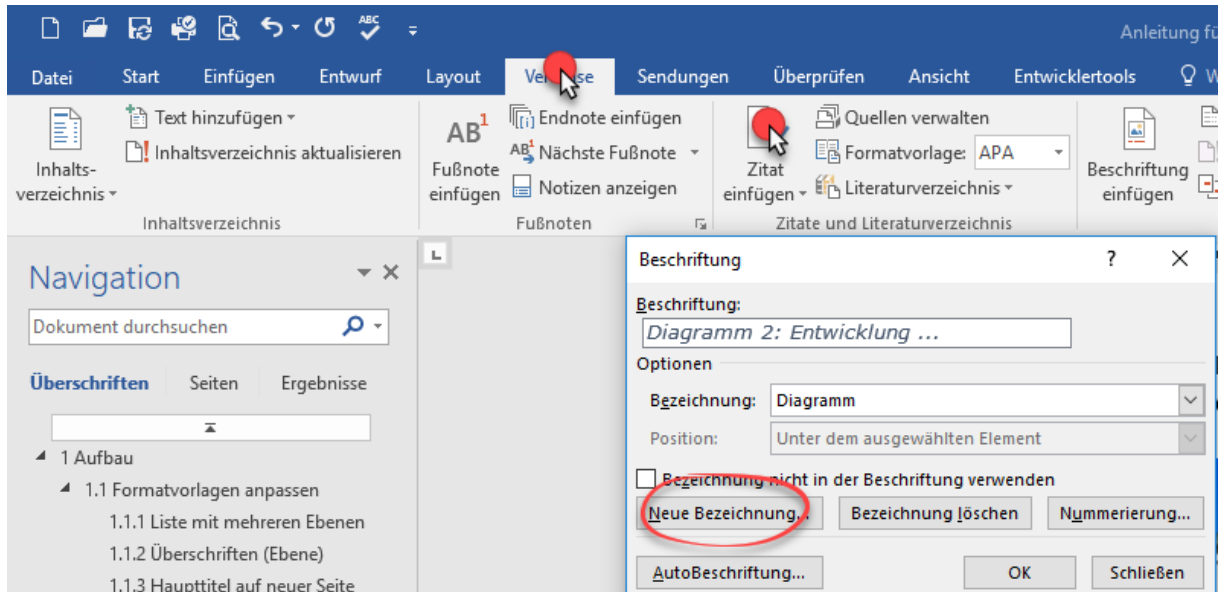 ABC
Anleitung fü
Datei Start Einfügen Entwurf Layout Sendungen Überprüfen Ansicht Entwicklertools
Text hinzufügen
Inhaltsverzeichnis aktualisieren
Inhalts-
verzeichnis
Inhaltsverzeichnis
AB1
Fußnote
einfügen
[i] Endnote einfügen
AB1 Nächste Fußnote
Notizen anzeigen
Fußnoten
Zitat
einfügen
Quellen verwalten
Formatvorlage: APA
Literaturverzeichnis
Zitate und Literaturverzeichnis
Beschriftung
einfügen
Navigation
Dokument durchsuchen
Überschriften Seiten Ergebnisse
1 Aufbau
1.1 Formatvorlagen anpassen
1.1.1 Liste mit mehreren Ebenen
1.1.2 Überschriften (Ebene)
1.1.3 Haupttitel auf neuer Seite
Beschriftung ?
Beschriftung:
Diagramm 2: Entwicklung ...
Optionen
Bezeichnung: Diagramm
Position: Unter dem ausgewählten Element
Bezeichnung nicht in der Beschriftung verwenden
Neue Bezeichnung... Bezeichnung löschen Nummerierung...
AutoBeschriftung... OK Schließen